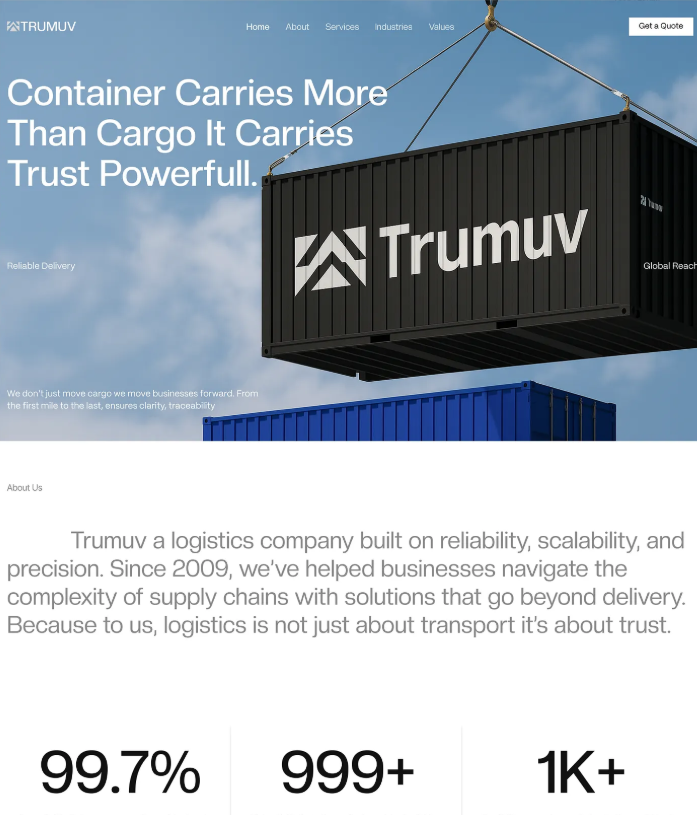 TRUMUV
Home About Services Industries Values
Get a Quote
Container Carries More
Than Cargo It Carries
Trust Powerfull.
Trumuv
Trumuv
Reliable Delivery
Global Reach
We don't just move cargo we move businesses forward. From
the first mile to the last, ensures clarity, traceability
About Us
Trumuv a logistics company built on reliability, scalability, and
precision. Since 2009, we've helped businesses navigate the
complexity of supply chains with solutions that go beyond delivery.
Because to us, logistics is not just about transport it's about trust.
99.7%
999+
1K+